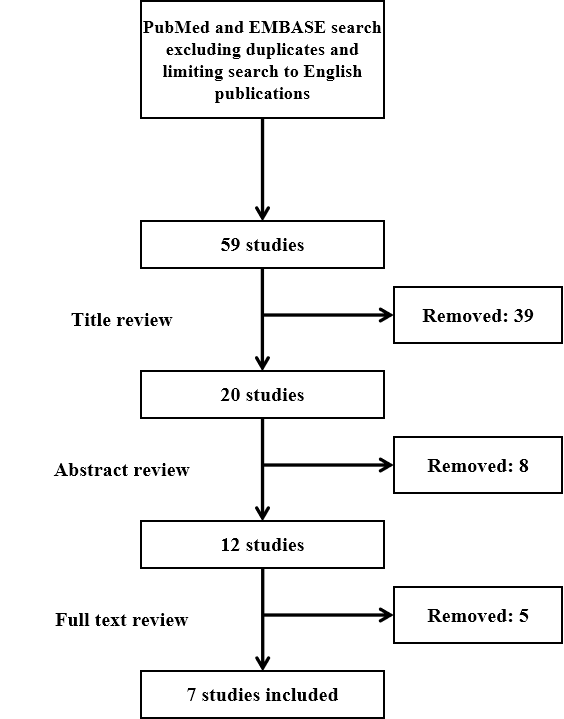 PubMed and EMBASE search
excluding duplicates and
limiting search to English
publications
59 studies
Title review
Removed: 39
20 studies
Abstract review
Removed: 8
12 studies
Full text review
Removed: 5
7 studies included